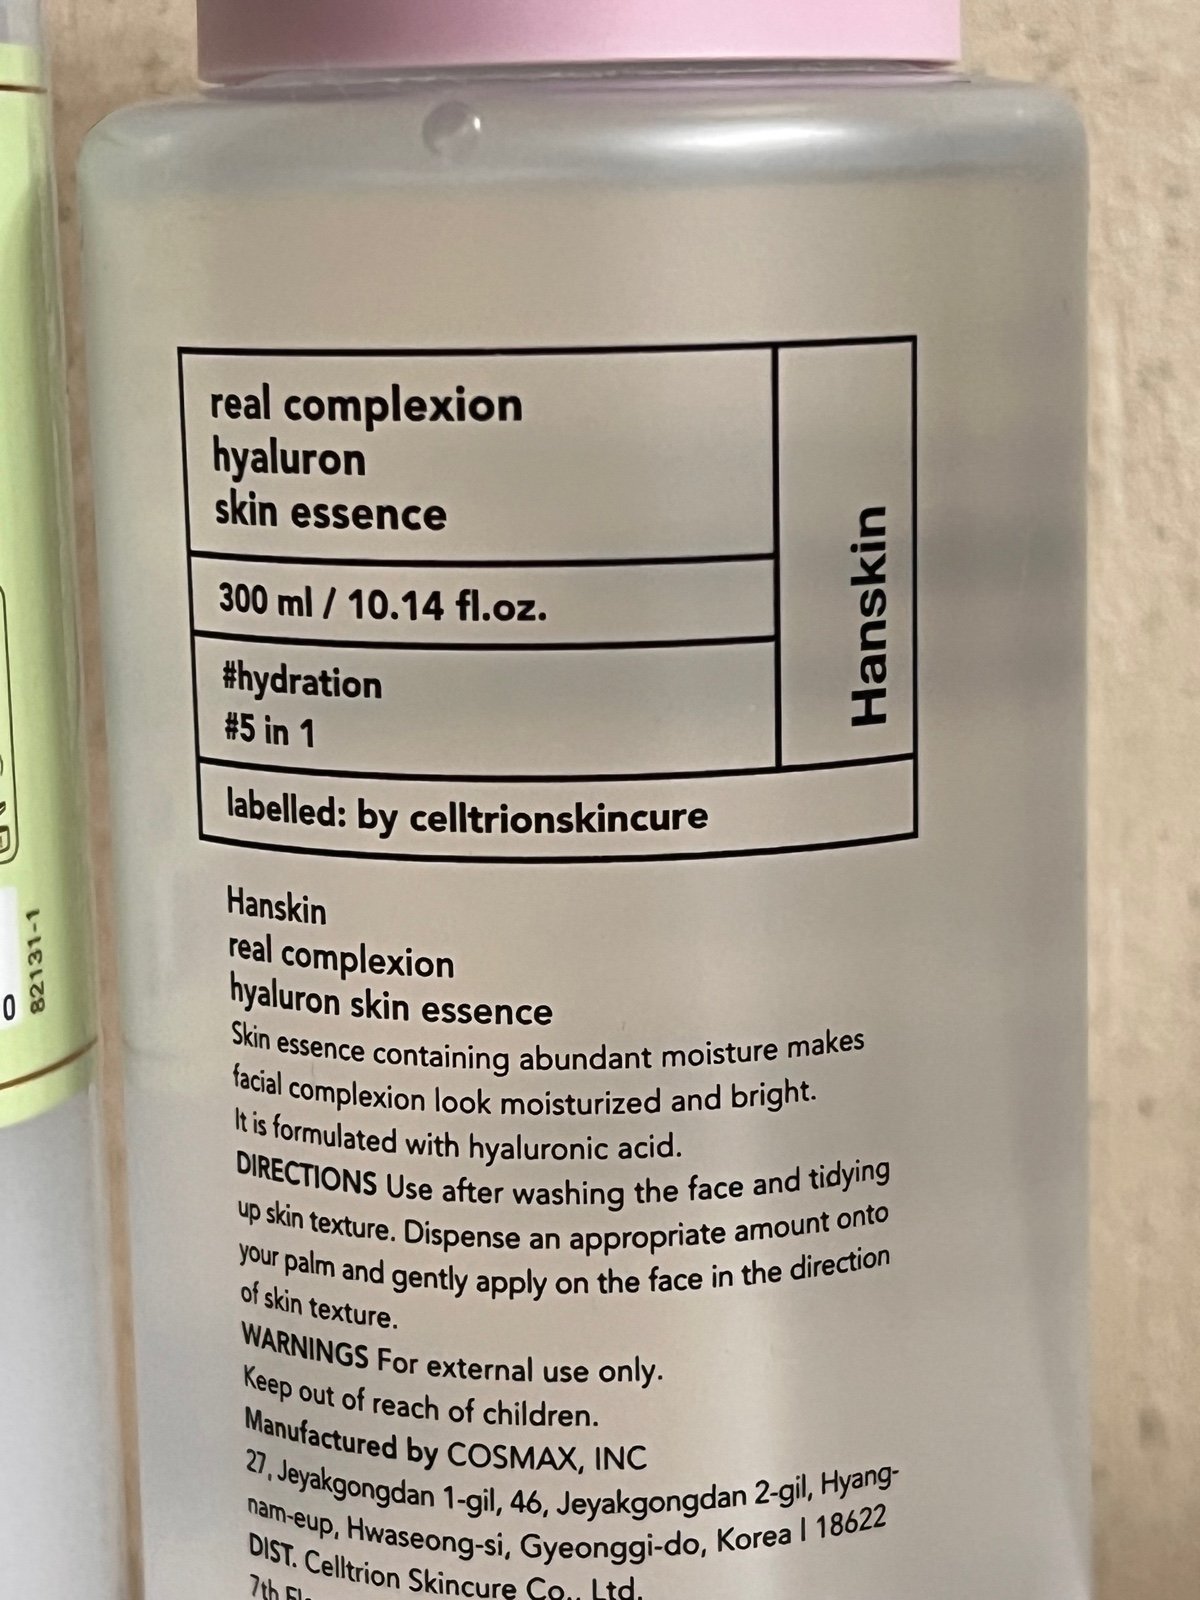 real complexion
hyaluron
skin essence
300 ml / 10.14 fl.oz.
#hydration
#5 in 1
Hanskin
labelled: by celltrionskincure
Hanskin
real complexion
hyaluron skin essence
Skin essence containing abundant moisture makes
facial complexion look moisturized and bright.
It is formulated with hyaluronic acid.
DIRECTIONS Use after washing the face and tidying
up skin texture. Dispense an appropriate amount onto
your palm and gently apply on the face in the direction
of skin texture.
WARNINGS For external use only.
Keep out of reach of children.
Manufactured by COSMAX, INC
27, Jeyakgongdan 1-gil, 46, Jeyakgongdan 2-gil, Hyang-
nam-eup, Hwaseong-si, Gyeonggi-do, Korea | 18622
DIST. Celltrion Skincure Co., Ltd.
7th
82131-1
0